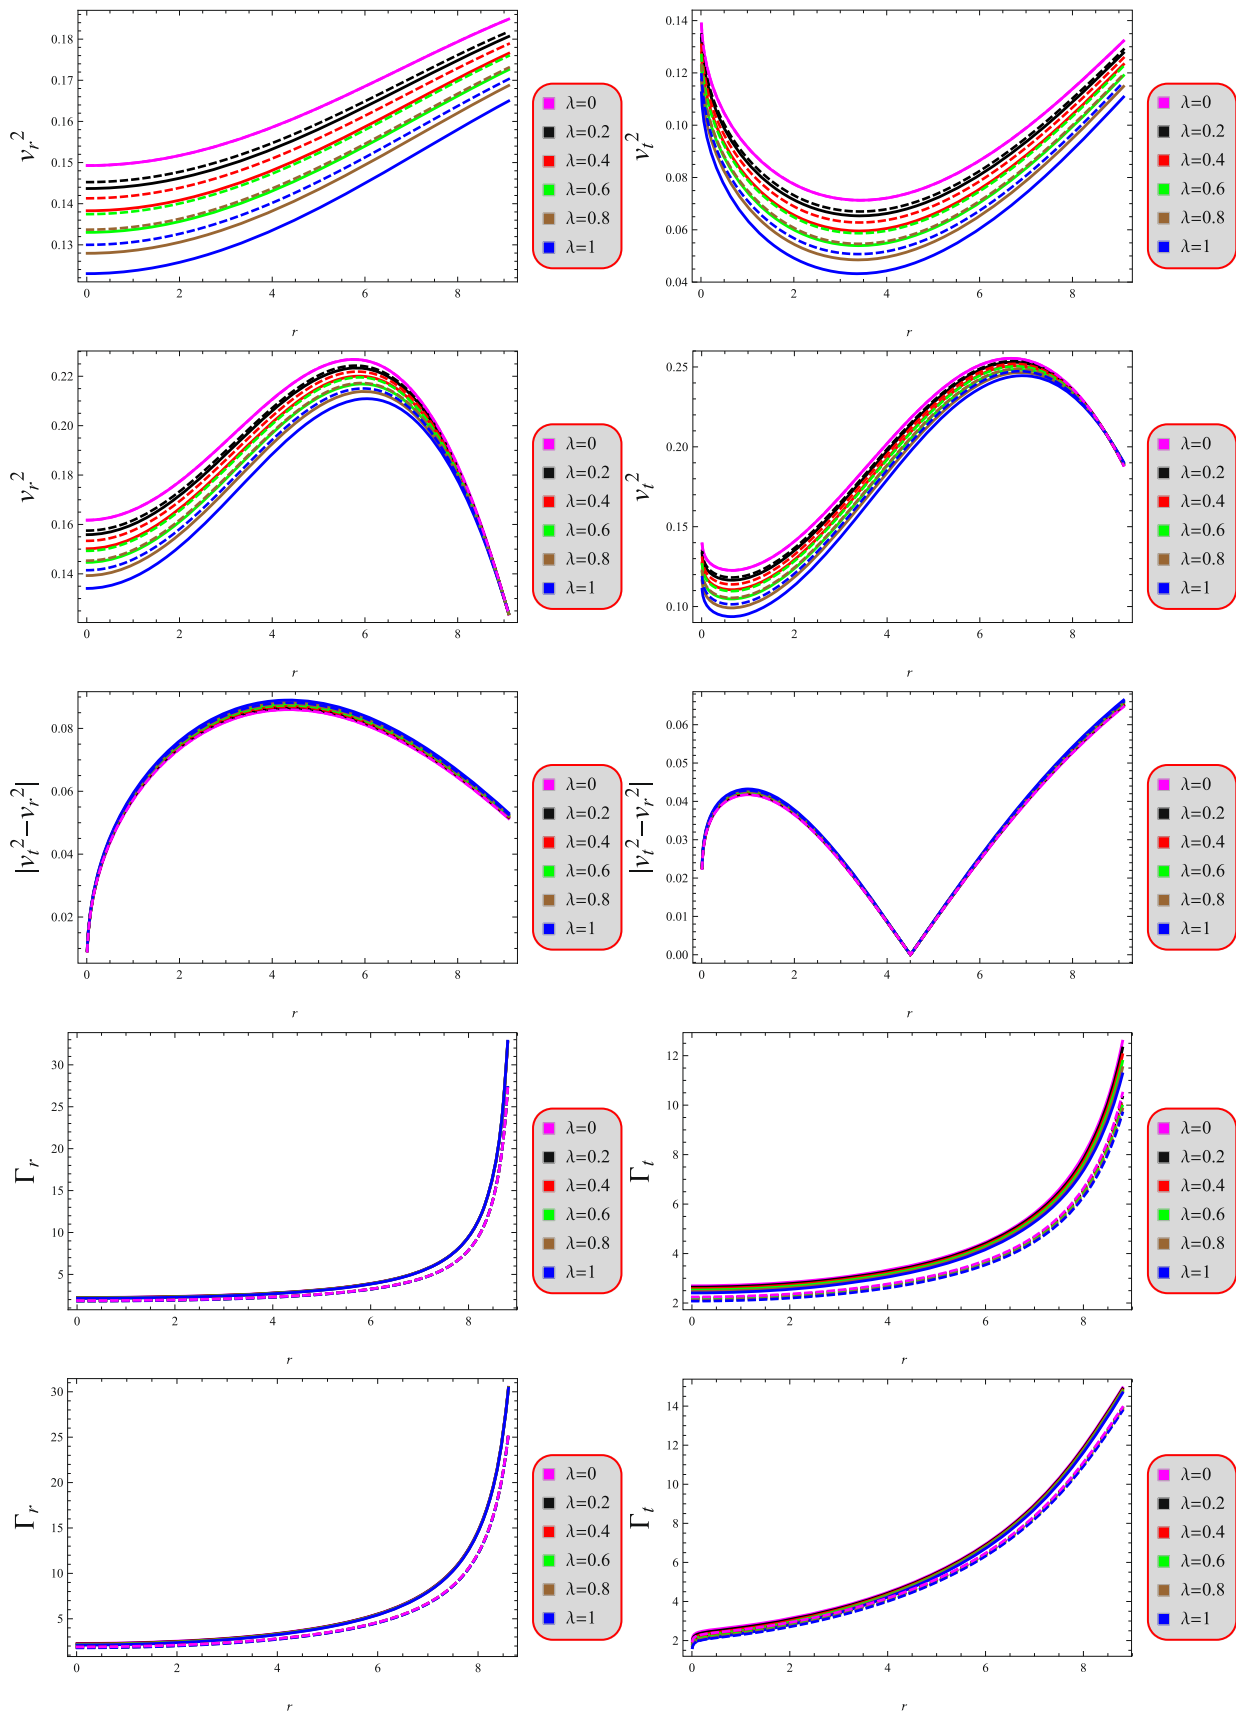 0.18
0.17
0.16
0.15
0.14
0.13
v_r^2
0 2 4 6 8
r
λ=0
λ=0.2
λ=0.4
λ=0.6
λ=0.8
λ=1
0.14
0.12
0.10
0.08
0.06
0.04
v_t^2
0 2 4 6 8
r
λ=0
λ=0.2
λ=0.4
λ=0.6
λ=0.8
λ=1
0.22
0.20
0.18
0.16
0.14
v_r^2
0 2 4 6 8
r
λ=0
λ=0.2
λ=0.4
λ=0.6
λ=0.8
λ=1
0.25
0.20
0.15
0.10
v_t^2
0 2 4 6 8
r
λ=0
λ=0.2
λ=0.4
λ=0.6
λ=0.8
λ=1
0.08
0.06
0.04
0.02
|v_t^2-v_r^2|
0 2 4 6 8
r
λ=0
λ=0.2
λ=0.4
λ=0.6
λ=0.8
λ=1
0.06
0.05
0.04
0.03
0.02
0.01
0.00
|v_t^2-v_r^2|
0 2 4 6 8
r
λ=0
λ=0.2
λ=0.4
λ=0.6
λ=0.8
λ=1
30
25
20
15
10
5
Γ_r
0 2 4 6 8
r
λ=0
λ=0.2
λ=0.4
λ=0.6
λ=0.8
λ=1
12
10
8
6
4
2
Γ_t
0 2 4 6 8
r
λ=0
λ=0.2
λ=0.4
λ=0.6
λ=0.8
λ=1
30
25
20
15
10
5
Γ_r
0 2 4 6 8
r
λ=0
λ=0.2
λ=0.4
λ=0.6
λ=0.8
λ=1
14
12
10
8
6
4
2
Γ_t
0 2 4 6 8
r
λ=0
λ=0.2
λ=0.4
λ=0.6
λ=0.8
λ=1